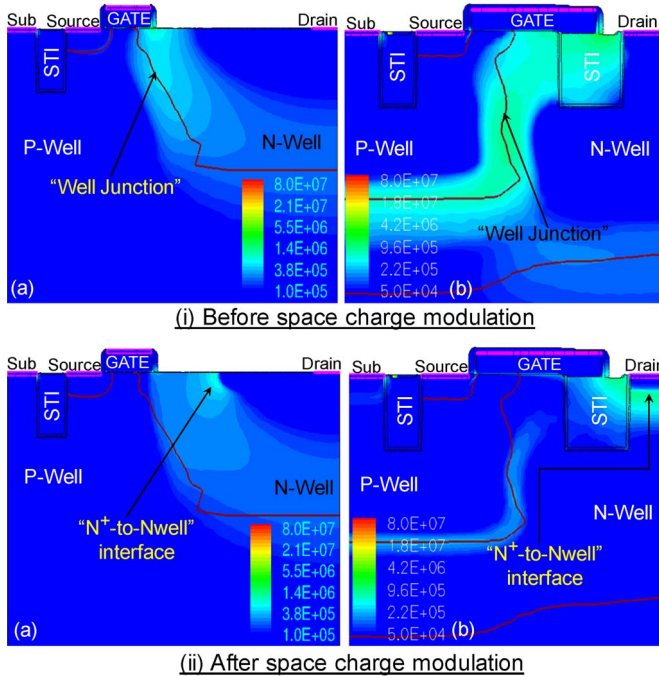 Sub Source GATE Drain
STI
P-Well
N-Well
“Well Junction”
8.0E+07
2.1E+07
5.5E+06
1.4E+06
3.8E+05
1.0E+05
(a)
Sub Source GATE Drain
STI STI
P-Well
N-Well
“Well Junction”
8.0E+07
1.8E+07
4.2E+06
9.6E+05
2.2E+05
5.0E+04
(b)
(i) Before space charge modulation
Sub Source GATE Drain
STI
P-Well
N-Well
“N+-to-Nwell”
interface
8.0E+07
2.1E+07
5.5E+06
1.4E+06
3.8E+05
1.0E+05
(a)
Sub Source GATE Drain
STI STI
P-Well
N-Well
“N+-to-Nwell”
interface
8.0E+07
1.8E+07
4.2E+06
9.6E+05
2.2E+05
5.0E+04
(b)
(ii) After space charge modulation